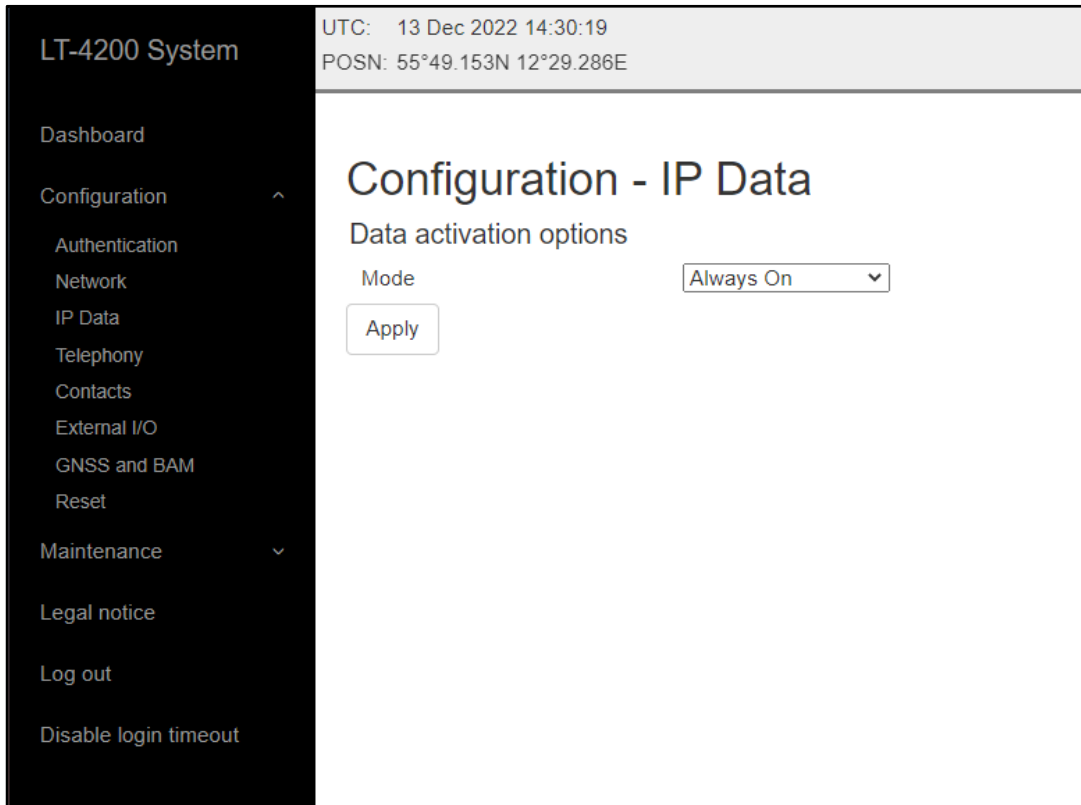 LT-4200 System
UTC: 13 Dec 2022 14:30:19
POSN: 55°49.153N 12°29.286E
Dashboard
Configuration
Authentication
Network
IP Data
Telephony
Contacts
External I/O
GNSS and BAM
Reset
Maintenance
Legal notice
Log out
Disable login timeout
Configuration - IP Data
Data activation options
Mode Always On
Apply